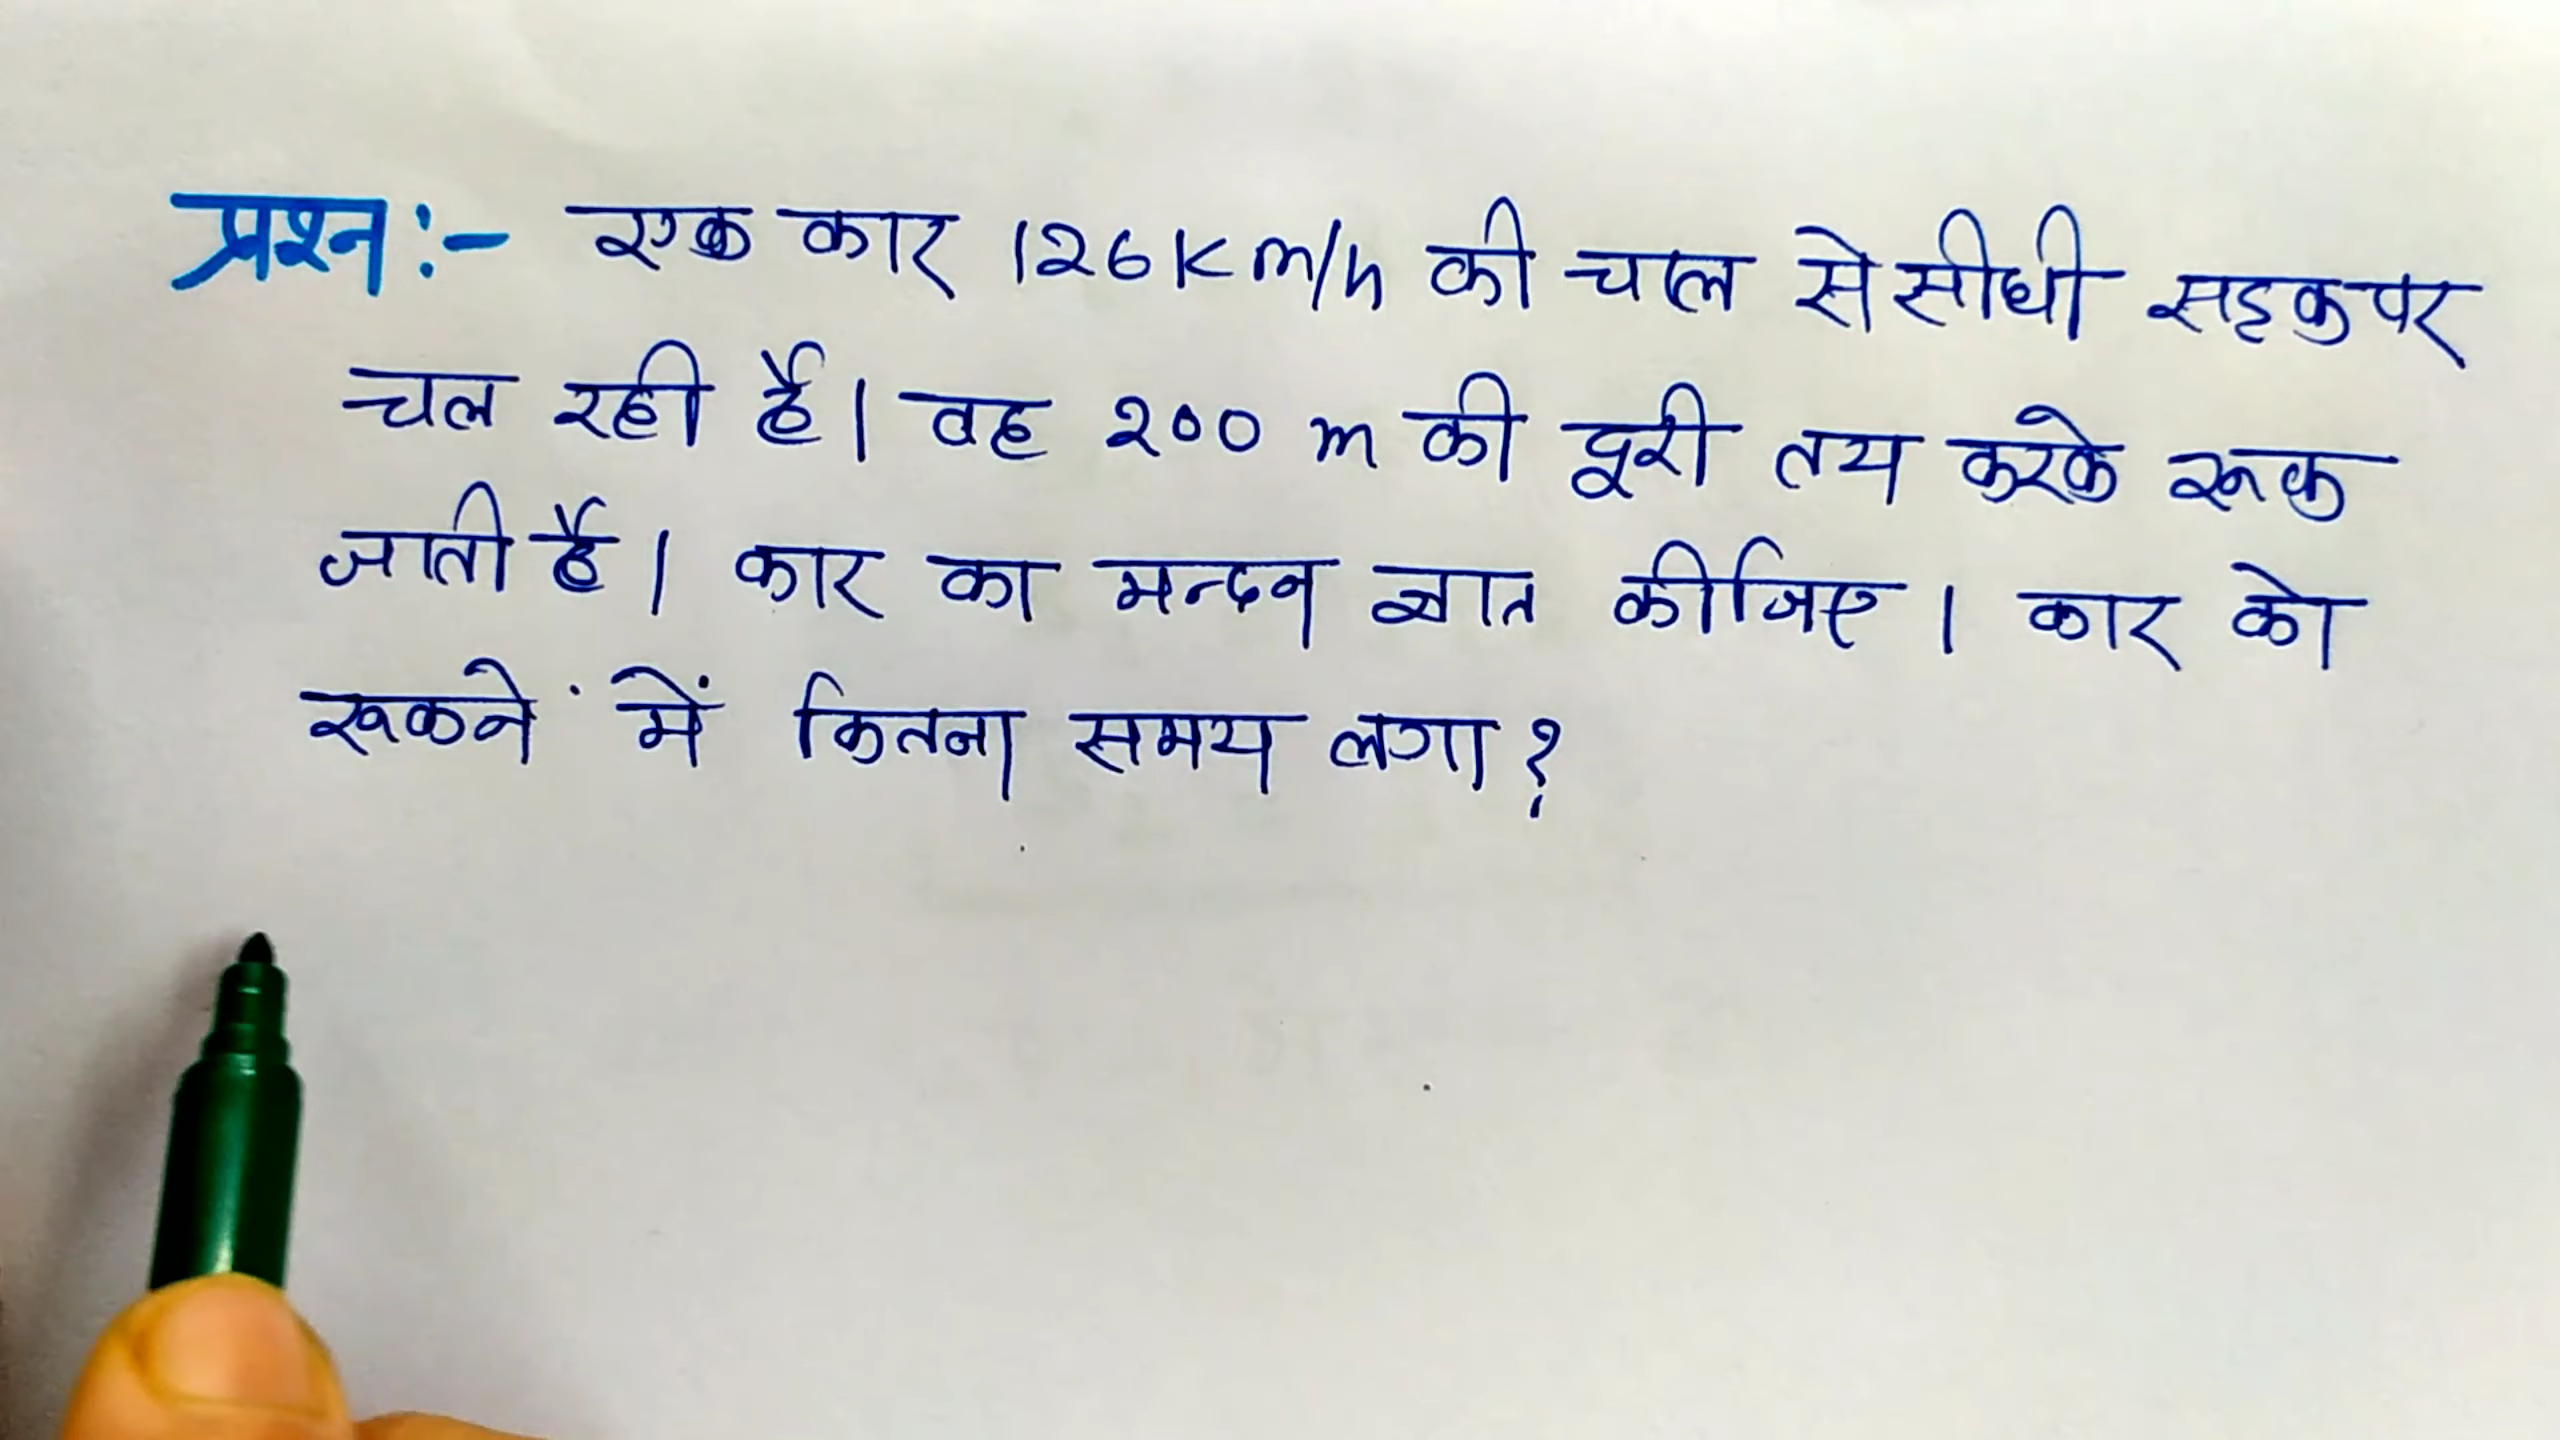 प्रश्न:- एक कार 126 Km/h की चाल से सीधी सड़क पर
चल रही है। वह 200 m की दूरी तय करके रूक
जाती है। कार का मन्दन ज्ञात कीजिए। कार को
रूकने में कितना समय लगा?